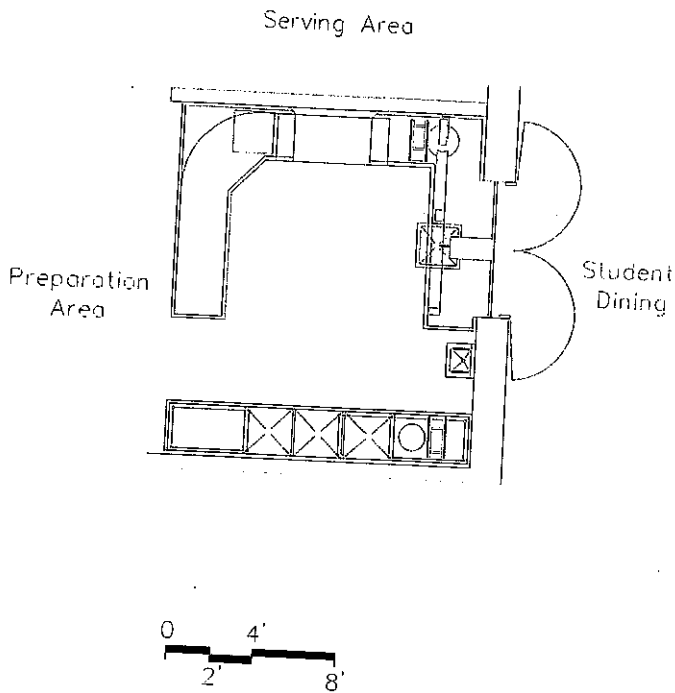 Serving Area
Preparation
Area
Student
Dining
0 4'
2' 8'